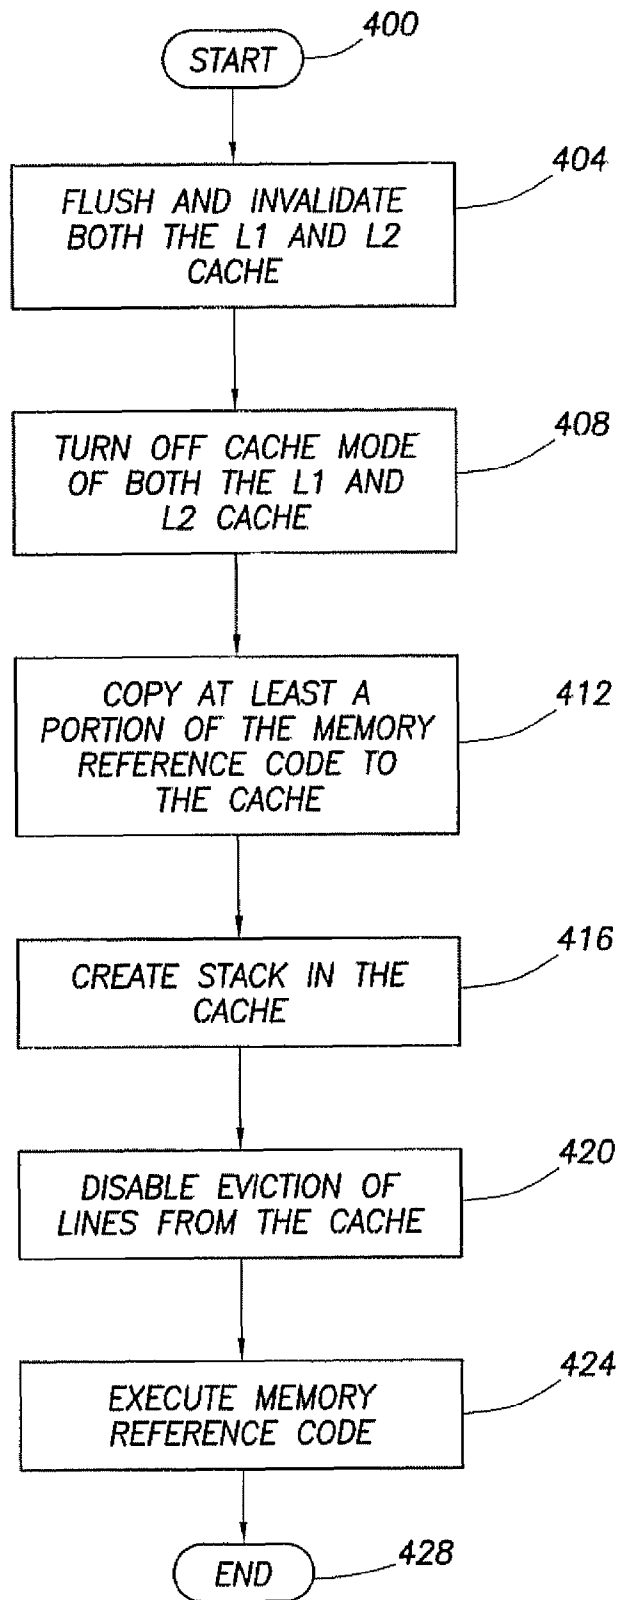 400
START
404
FLUSH AND INVALIDATE
BOTH THE L1 AND L2
CACHE
408
TURN OFF CACHE MODE
OF BOTH THE L1 AND
L2 CACHE
412
COPY AT LEAST A
PORTION OF THE MEMORY
REFERENCE CODE TO
THE CACHE
416
CREATE STACK IN THE
CACHE
420
DISABLE EVICTION OF
LINES FROM THE CACHE
424
EXECUTE MEMORY
REFERENCE CODE
428
END